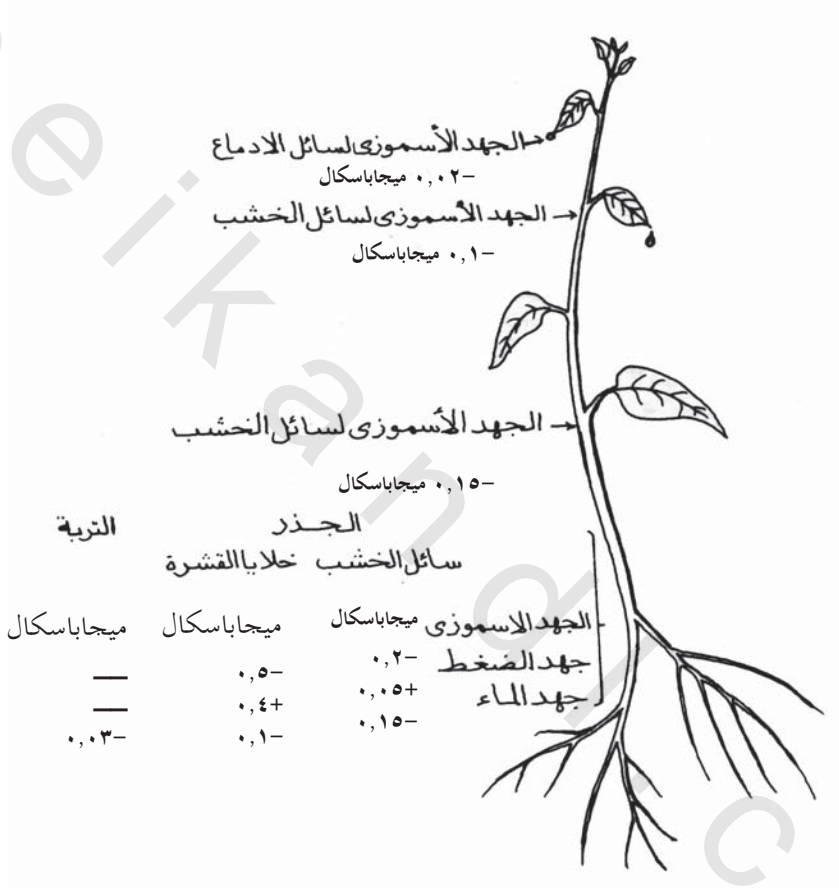 الجهد الأسموزى لسائل الادماع
-٠,٠٢ ميجاباسكال
الجهد الأسموزى لسائل الخشب
-٠,١ ميجاباسكال
الجهد الأسموزى لسائل الخشب
-٠,١٥ ميجاباسكال
الجذر التربة
سائل الخشب خلايا القشرة
ميجاباسكال ميجاباسكال ميجاباسكال
الجهد الاسموزى -٠,٢ -٠,٥ —
جهد الضغط +٠,٠٥ +٠,٤ —
جهد الماء -٠,١٥ -٠,١ -٠,٠٣
eikandl.c